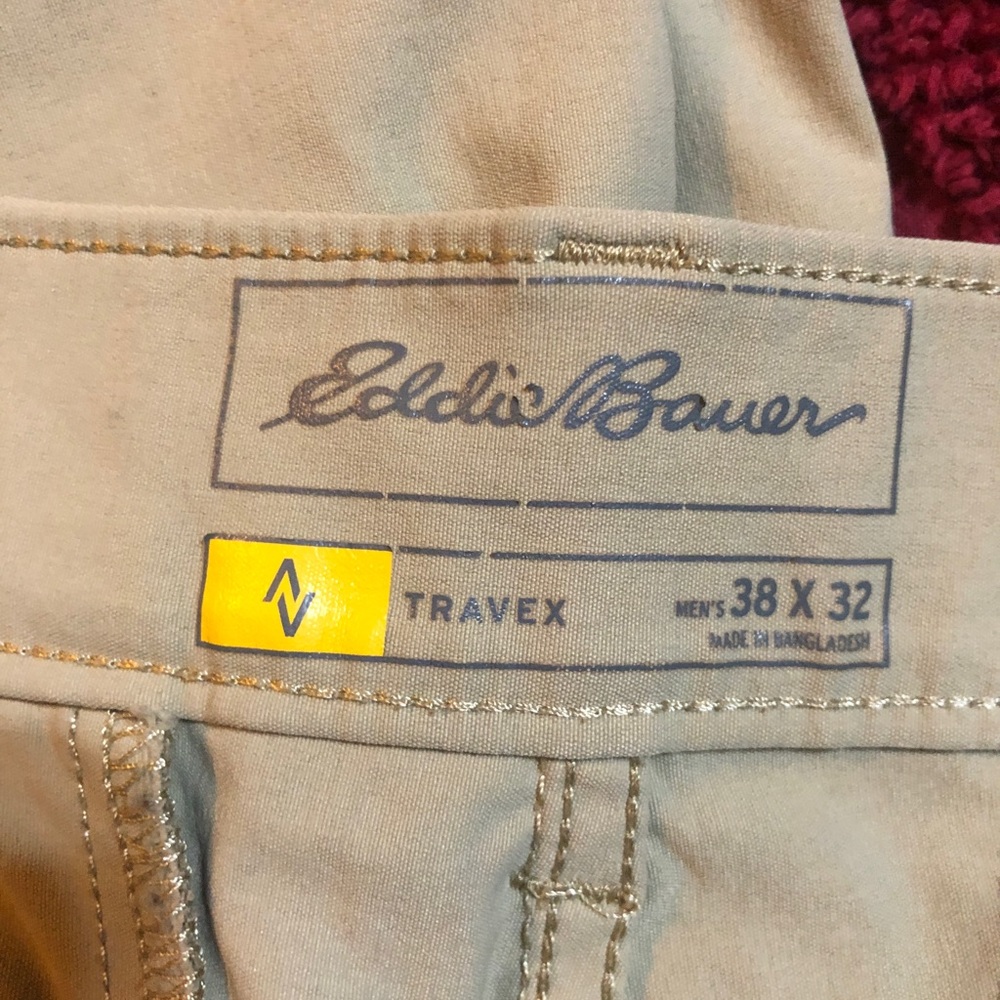 Eddie Bauer
TRAVEX
MEN'S 38 X 32
MADE IN BANGLADESH